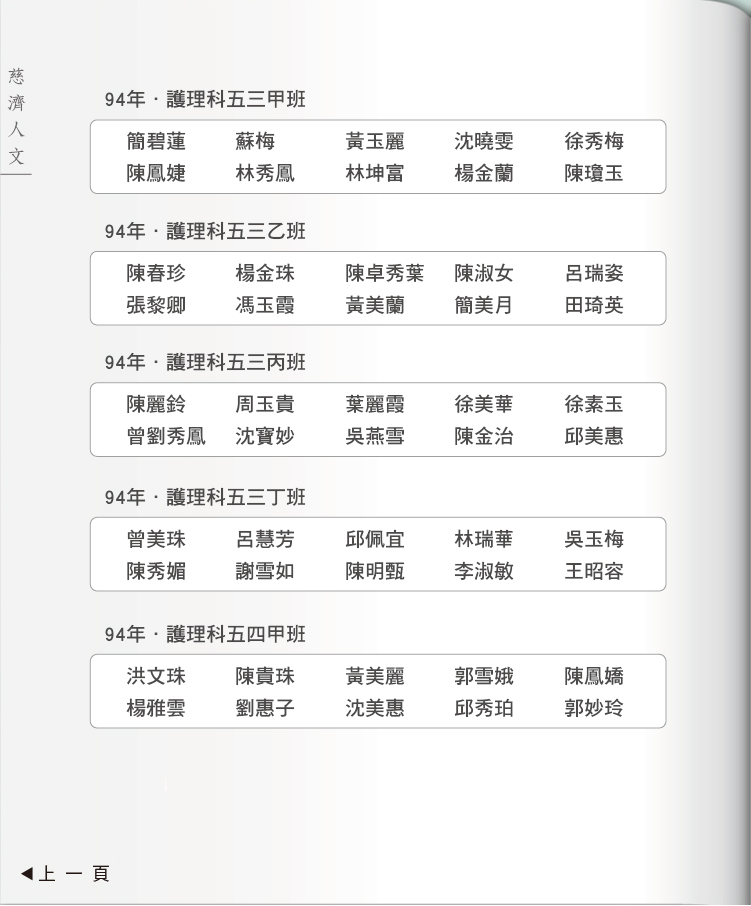 慈濟人文
94年·護理科五三甲班
簡碧蓮 蘇梅 黃玉麗 沈曉雯 徐秀梅
陳鳳婕 林秀鳳 林坤富 楊金蘭 陳瓊玉
94年·護理科五三乙班
陳春珍 楊金珠 陳卓秀葉 陳淑女 呂瑞姿
張黎卿 馮玉霞 黃美蘭 簡美月 田琦英
94年·護理科五三丙班
陳麗鈴 周玉貴 葉麗霞 徐美華 徐素玉
曾劉秀鳳 沈寶妙 吳燕雪 陳金治 邱美惠
94年·護理科五三丁班
曾美珠 呂慧芳 邱佩宜 林瑞華 吳玉梅
陳秀媚 謝雪如 陳明甄 李淑敏 王昭容
94年·護理科五四甲班
洪文珠 陳貴珠 黃美麗 郭雪娥 陳鳳嬌
楊雅雲 劉惠子 沈美惠 邱秀珀 郭妙玲
◀上一頁